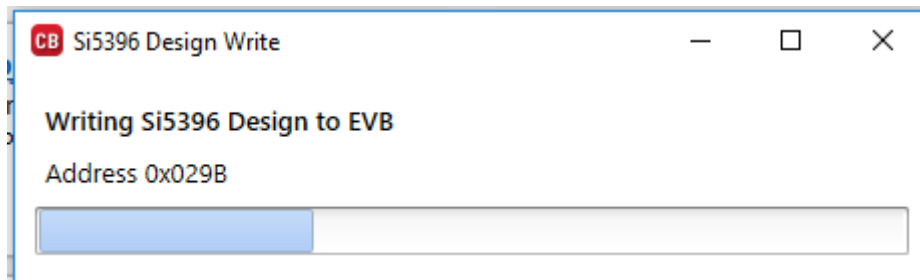 CB Si5396 Design Write
Writing Si5396 Design to EVB
Address 0x029B